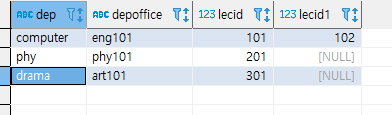 ABC dep ABC depoffice 123 lecid 123 lecid1
computer eng101 101 102
phy phy101 201 [NULL]
drama art101 301 [NULL]